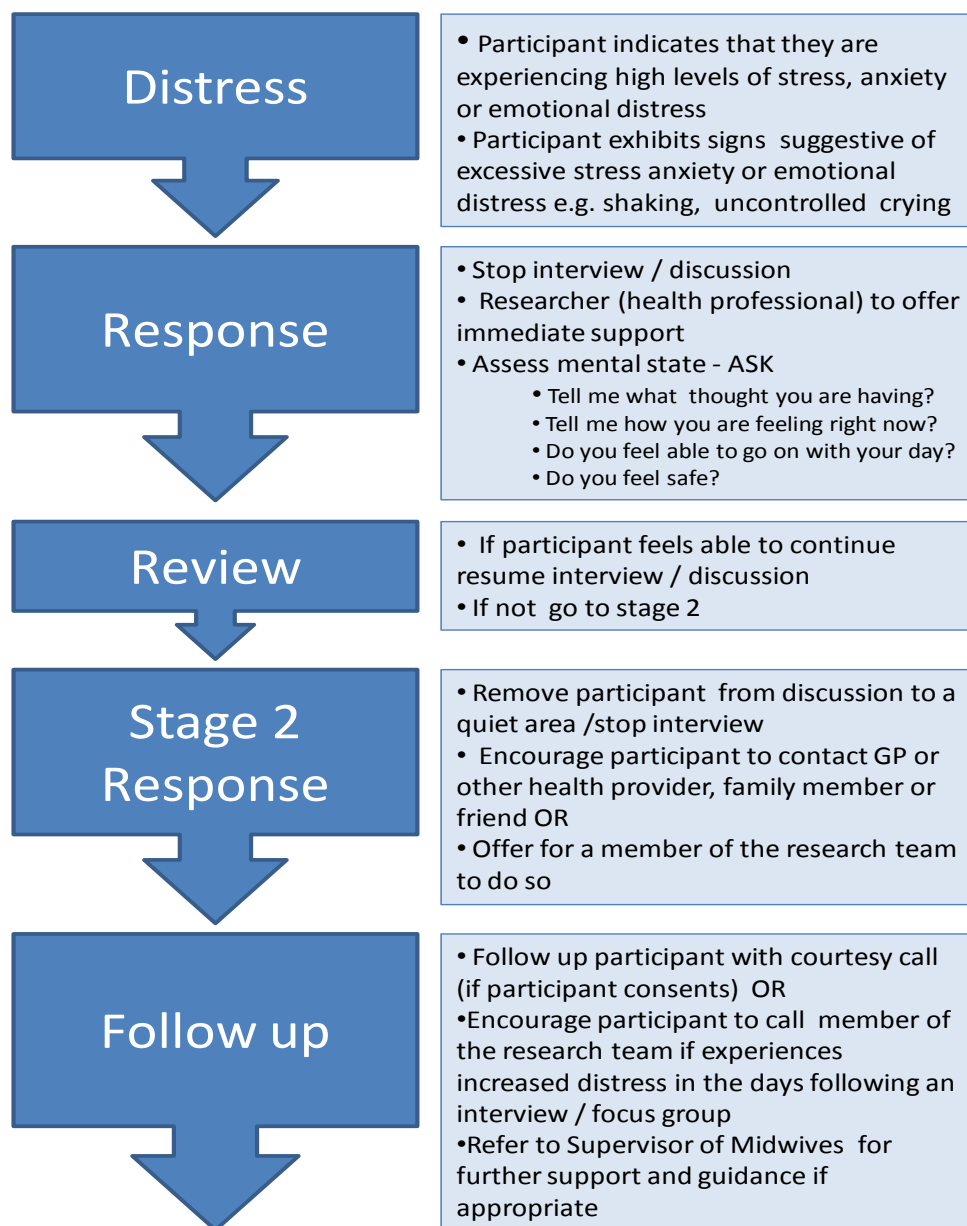 Distress
• Participant indicates that they are
experiencing high levels of stress, anxiety
or emotional distress
• Participant exhibits signs suggestive of
excessive stress anxiety or emotional
distress e.g. shaking, uncontrolled crying
Response
• Stop interview / discussion
• Researcher (health professional) to offer
immediate support
• Assess mental state - ASK
• Tell me what thought you are having?
• Tell me how you are feeling right now?
• Do you feel able to go on with your day?
• Do you feel safe?
Review
• If participant feels able to continue
resume interview / discussion
• If not go to stage 2
Stage 2
Response
• Remove participant from discussion to a
quiet area /stop interview
• Encourage participant to contact GP or
other health provider, family member or
friend OR
• Offer for a member of the research team
to do so
Follow up
• Follow up participant with courtesy call
(if participant consents) OR
•Encourage participant to call member of
the research team if experiences
increased distress in the days following an
interview / focus group
•Refer to Supervisor of Midwives for
further support and guidance if
appropriate